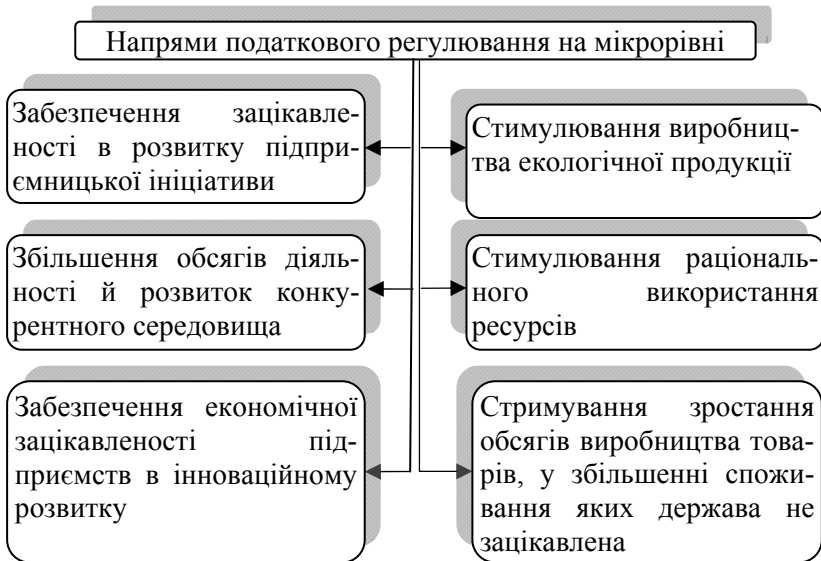 Напрями податкового регулювання на мікрорівні
Забезпечення зацікавле-
ності в розвитку підпри-
ємницької ініціативи
Стимулювання виробниц-
тва екологічної продукції
Збільшення обсягів діяль-
ності й розвиток конку-
рентного середовища
Стимулювання раціональ-
ного використання
ресурсів
Забезпечення економічної
зацікавленості під-
приємств в інноваційному
розвитку
Стримування зростання
обсягів виробництва това-
рів, у збільшенні спожи-
вання яких держава не
зацікавлена